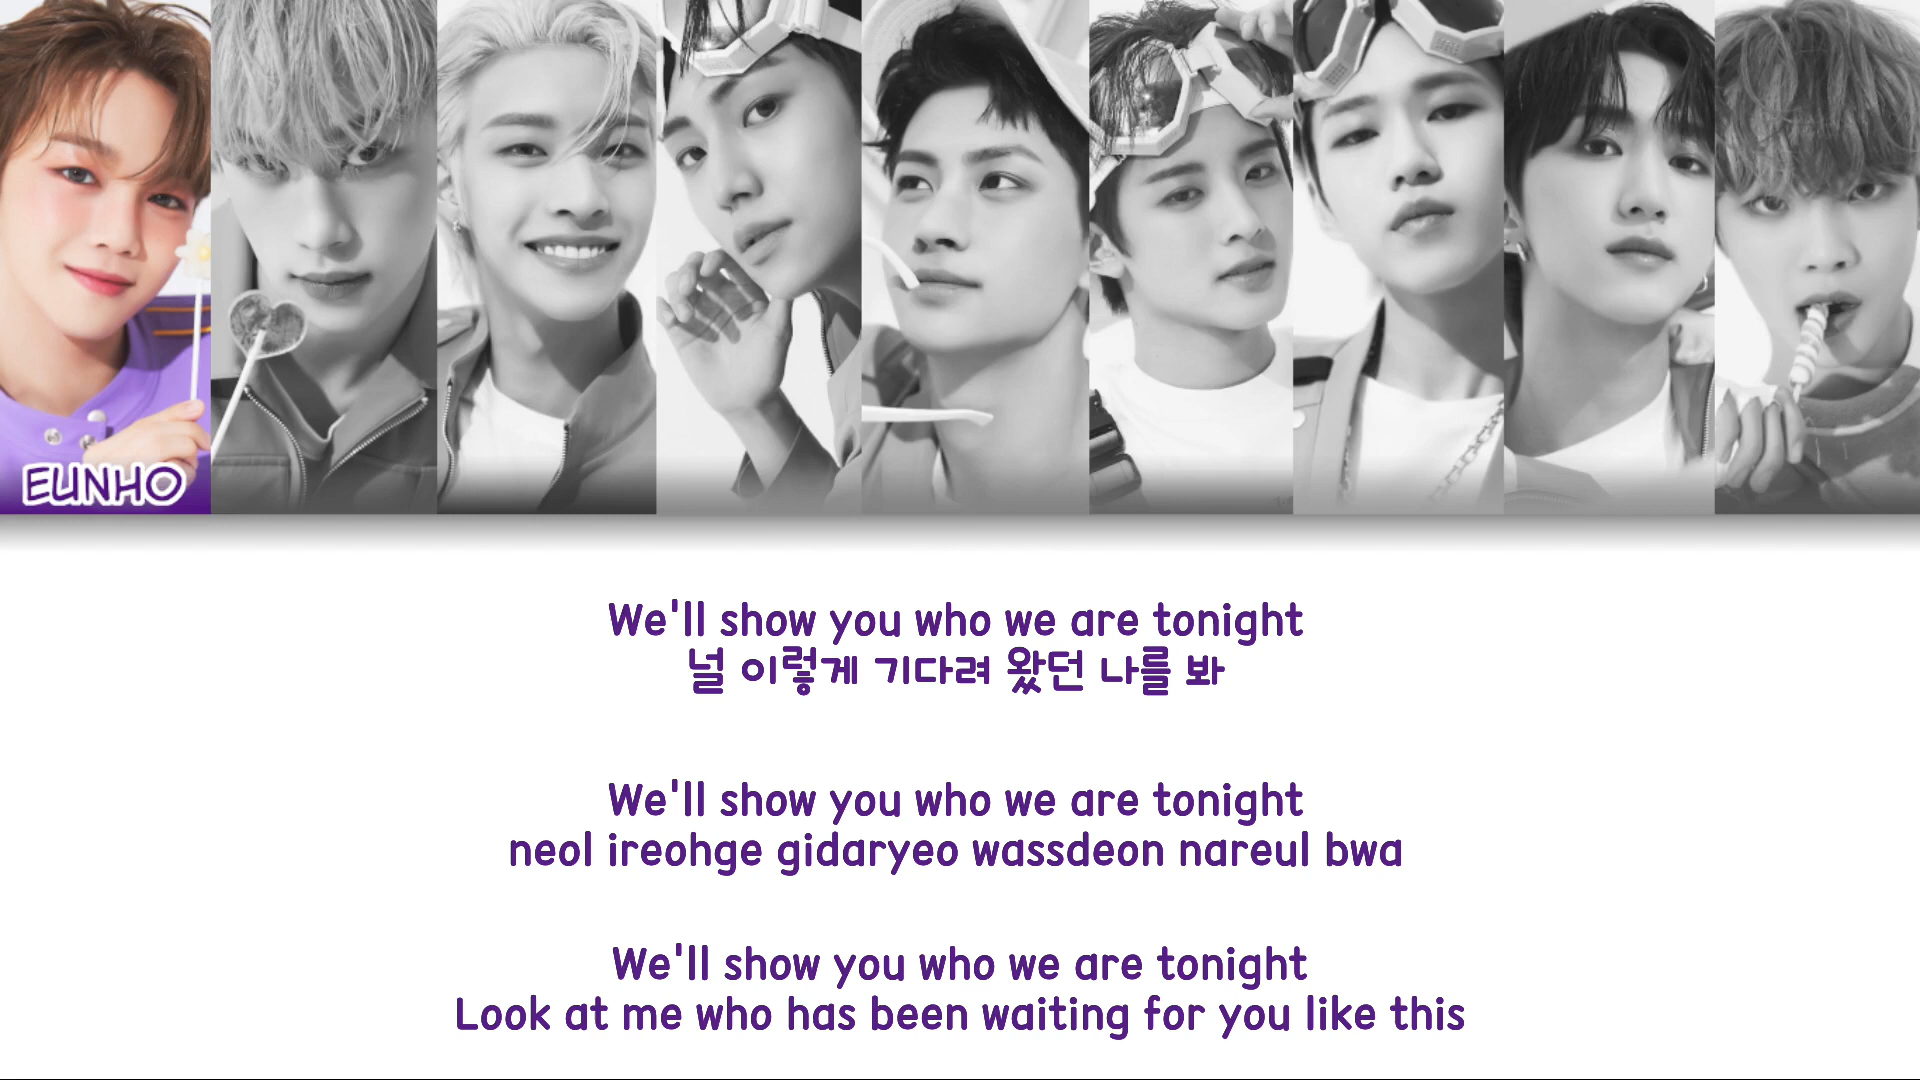 EUNHO
We'll show you who we are tonight
널 이렇게 기다려 왔던 나를 봐
We'll show you who we are tonight
neol ireohge gidaryeo wassdeon nareul bwa
We'll show you who we are tonight
Look at me who has been waiting for you like this